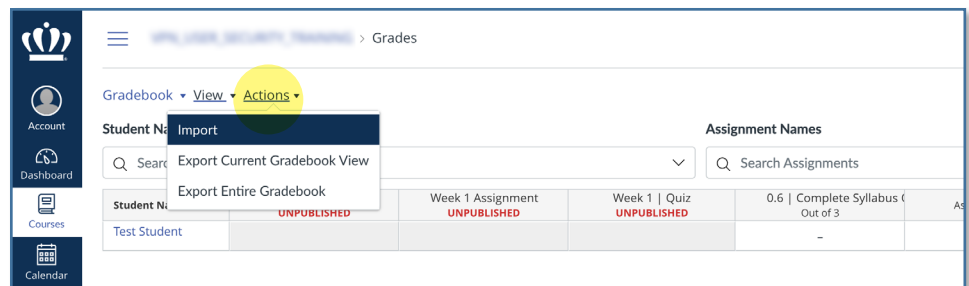 > Grades
Gradebook View Actions
Account
Student Na
Import
Assignment Names
Sear
Export Current Gradebook View
Search Assignments
Dashboard
Export Entire Gradebook
Student Na
UNPUBLISHED
Week 1 Assignment
UNPUBLISHED
Week 1 | Quiz
UNPUBLISHED
0.6 | Complete Syllabus
Out of 3
As
Courses
Test Student
–
Calendar